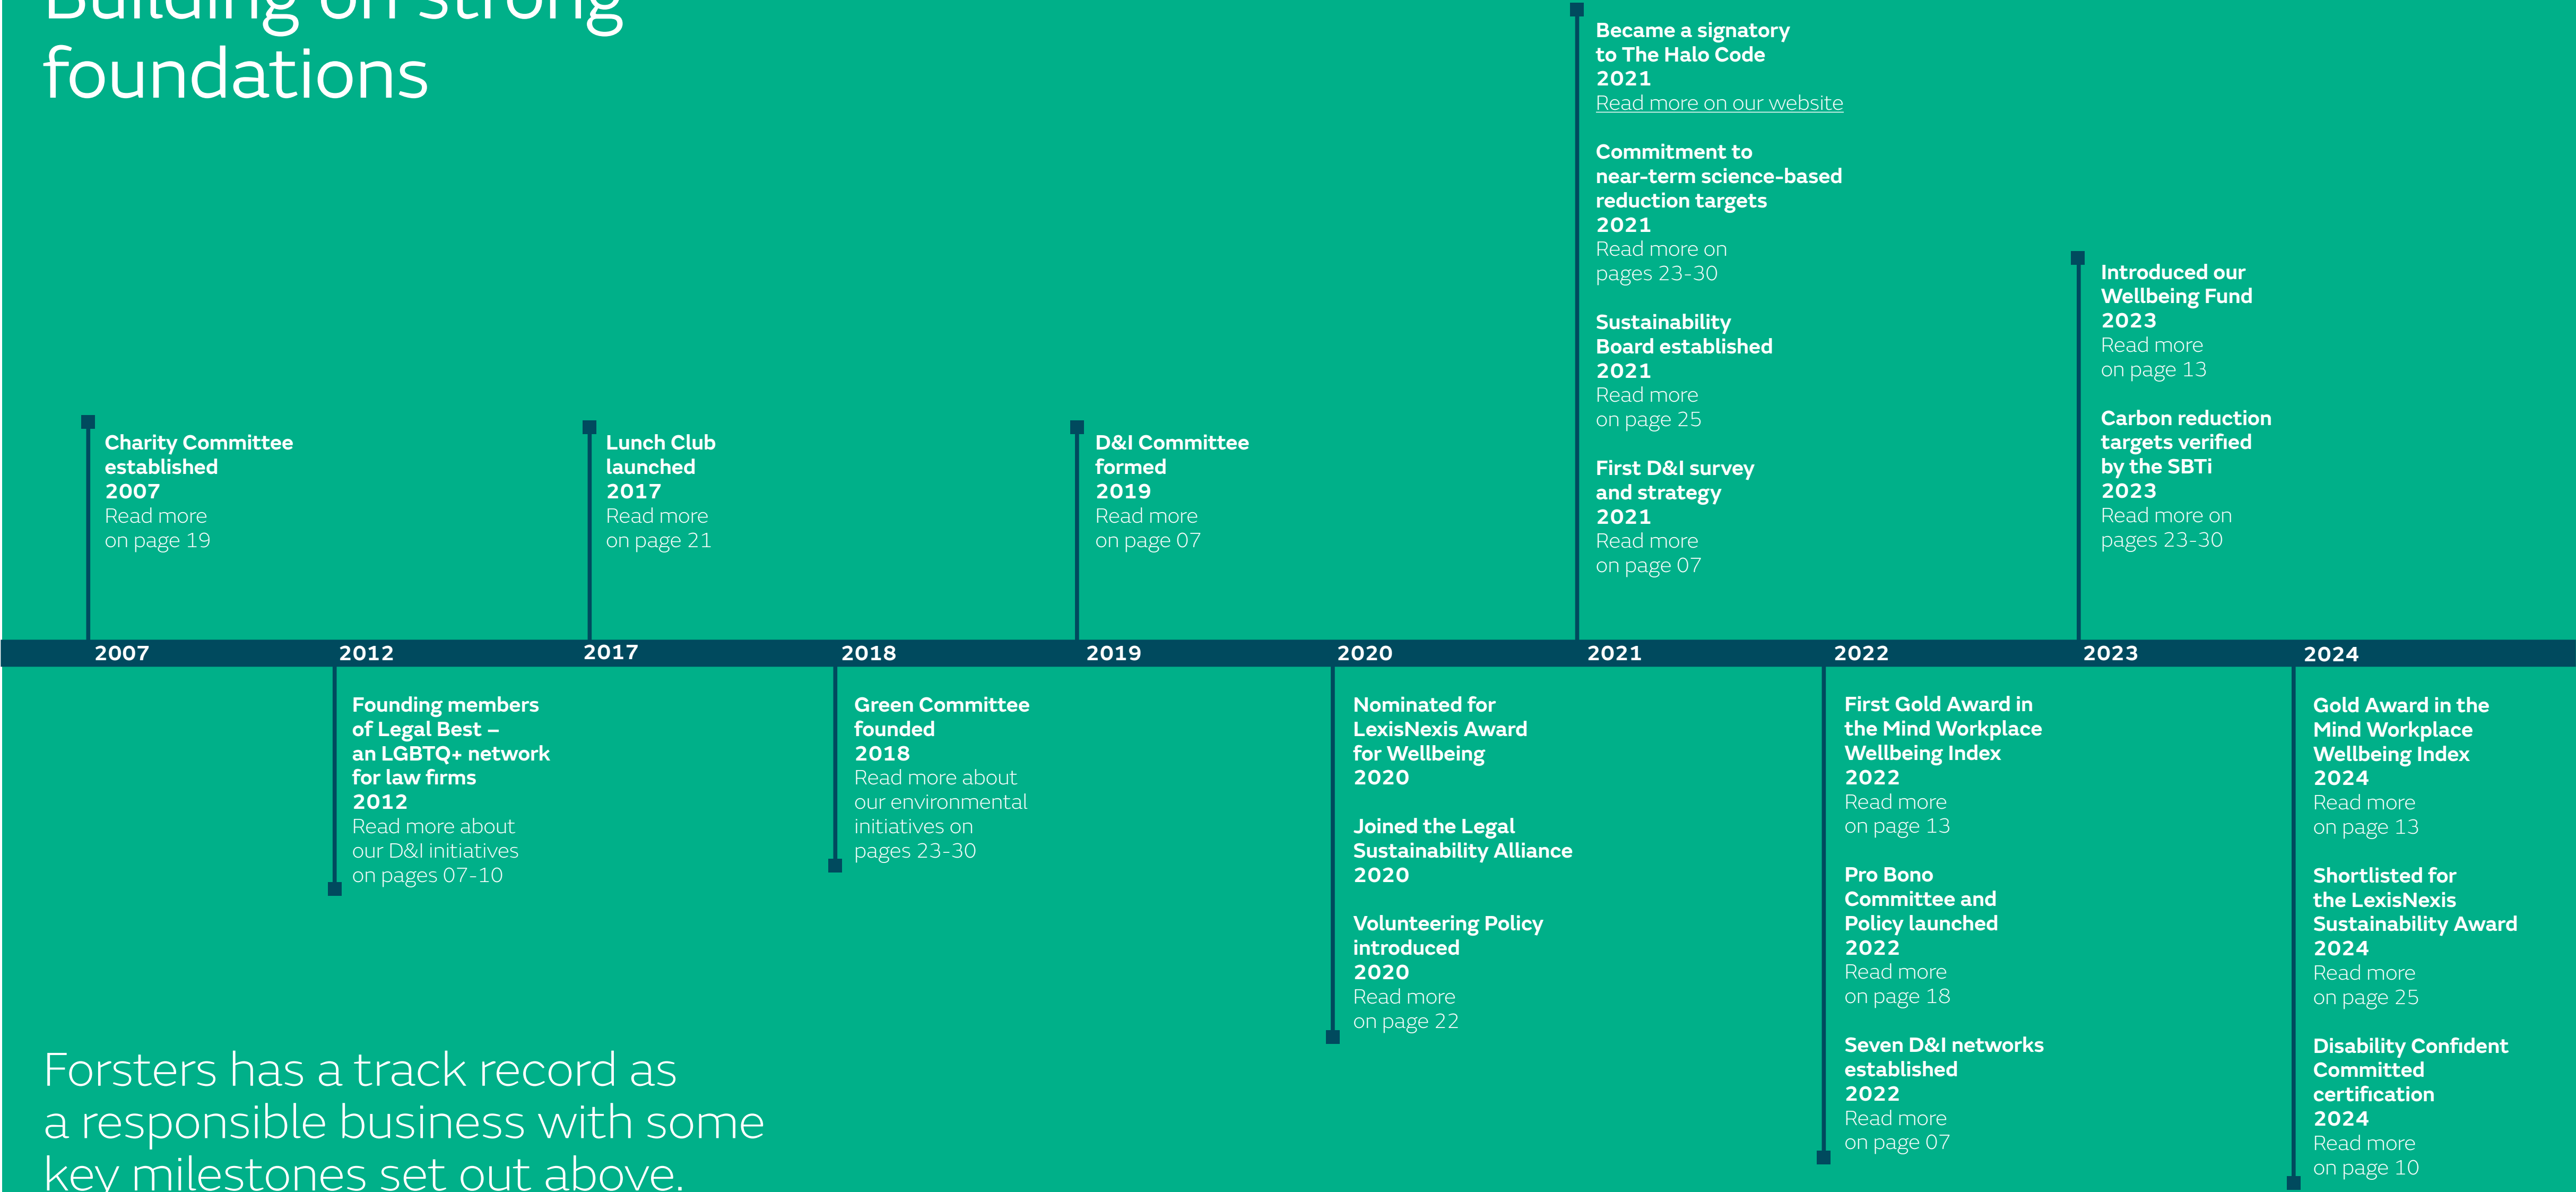 Building on strong
foundations
Became a signatory
to The Halo Code
2021
Read more on our website
Commitment to
near-term science-based
reduction targets
2021
Read more on
pages 23-30
Sustainability
Board established
2021
Read more
on page 25
First D&I survey
and strategy
2021
Read more
on page 07
Introduced our
Wellbeing Fund
2023
Read more
on page 13
Carbon reduction
targets verified
by the SBTi
2023
Read more on
pages 23-30
Charity Committee
established
2007
Read more
on page 19
Lunch Club
launched
2017
Read more
on page 21
D&I Committee
formed
2019
Read more
on page 07
2007
2012
2017
2018
2019
2020
2021
2022
2023
2024
Founding members
of Legal Best –
an LGBTQ+ network
for law firms
2012
Read more about
our D&I initiatives
on pages 07-10
Green Committee
founded
2018
Read more about
our environmental
initiatives on
pages 23-30
Nominated for
LexisNexis Award
for Wellbeing
2020
Joined the Legal
Sustainability Alliance
2020
Volunteering Policy
introduced
2020
Read more
on page 22
First Gold Award in
the Mind Workplace
Wellbeing Index
2022
Read more
on page 13
Pro Bono
Committee and
Policy launched
2022
Read more
on page 18
Seven D&I networks
established
2022
Read more
on page 07
Gold Award in the
Mind Workplace
Wellbeing Index
2024
Read more
on page 13
Shortlisted for
the LexisNexis
Sustainability Award
2024
Read more
on page 25
Disability Confident
Committed
certification
2024
Read more
on page 10
Forsters has a track record as
a responsible business with some
key milestones set out above.